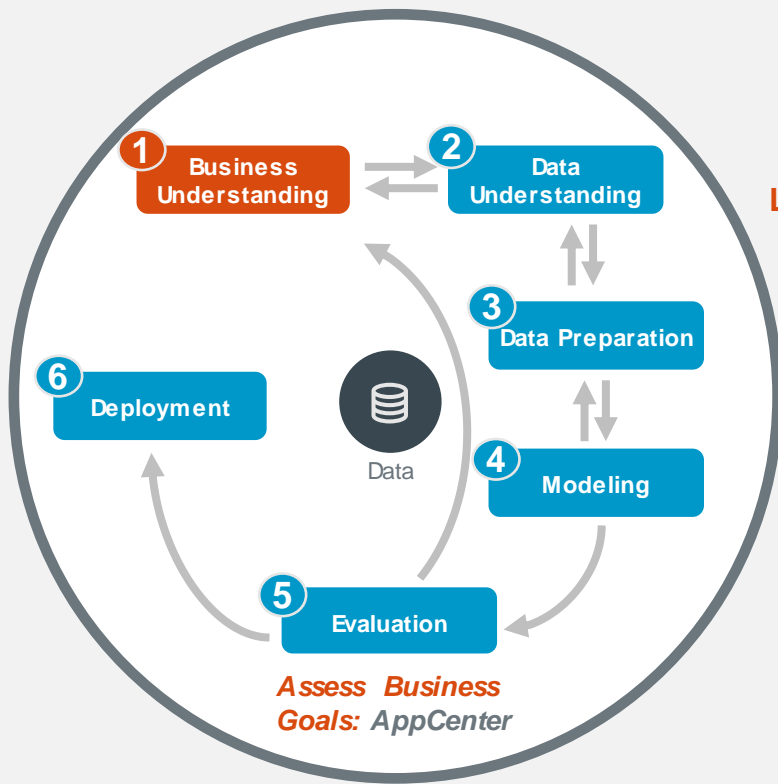 1
Business
Understanding
2
Data
Understanding
L
3
Data Preparation
6
Deployment
Data
4
Modeling
5
Evaluation
Assess Business
Goals: AppCenter